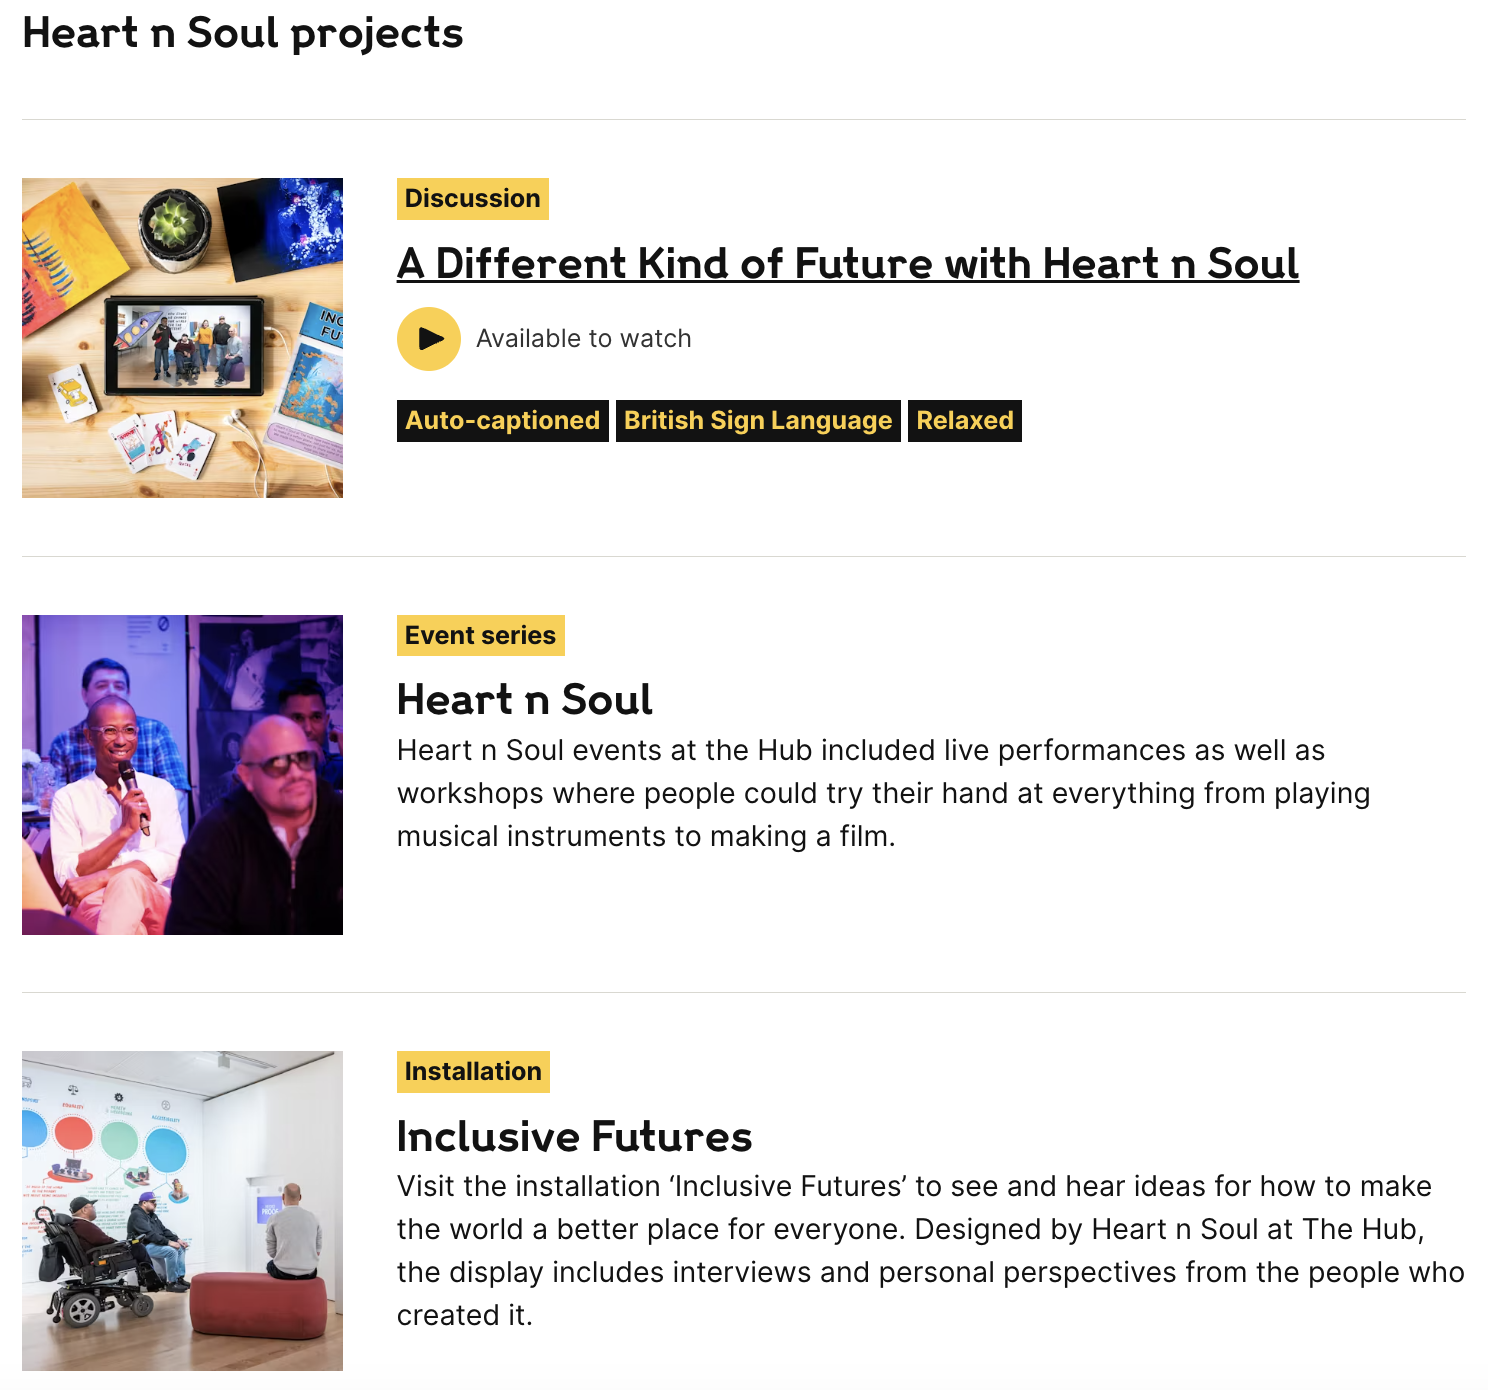 Heart n Soul projects
Discussion
A Different Kind of Future with Heart n Soul
Available to watch
Auto-captioned British Sign Language Relaxed
Event series
Heart n Soul
Heart n Soul events at the Hub included live performances as well as
workshops where people could try their hand at everything from playing
musical instruments to making a film.
Installation
Inclusive Futures
Visit the installation ‘Inclusive Futures’ to see and hear ideas for how to make
the world a better place for everyone. Designed by Heart n Soul at The Hub,
the display includes interviews and personal perspectives from the people who
created it.